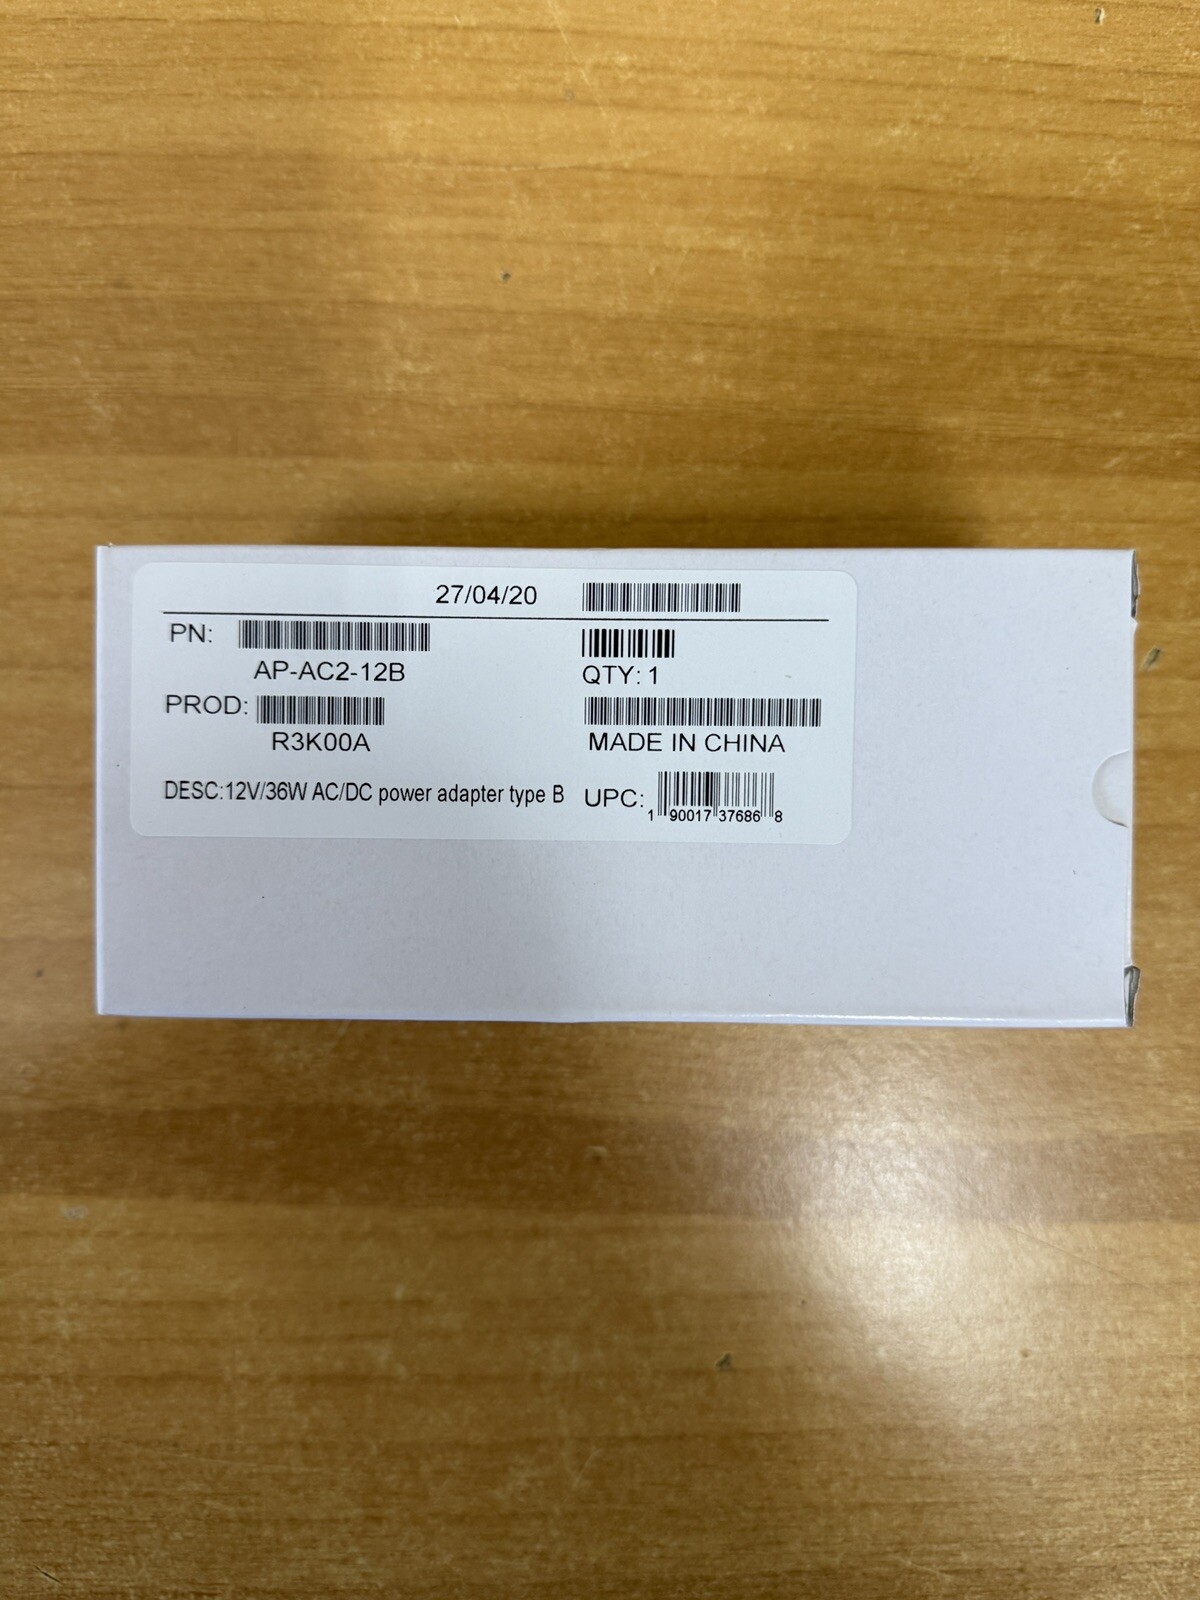 27/04/20
PN:
AP-AC2-12B
QTY: 1
PROD:
R3K00A
MADE IN CHINA
DESC:12V/36W AC/DC power adapter type B
UPC:
1 90017 37686 8